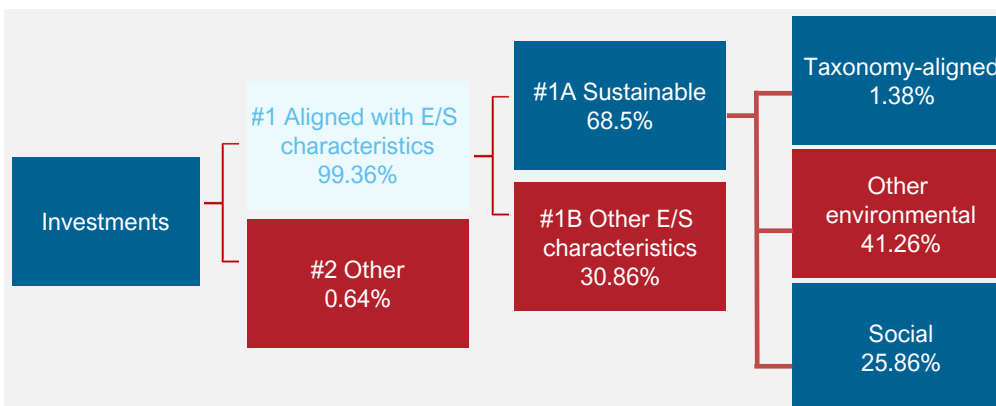 Investments
#1 Aligned with E/S
characteristics
99.36%
#2 Other
0.64%
#1A Sustainable
68.5%
#1B Other E/S
characteristics
30.86%
Taxonomy-aligned
1.38%
Other
environmental
41.26%
Social
25.86%